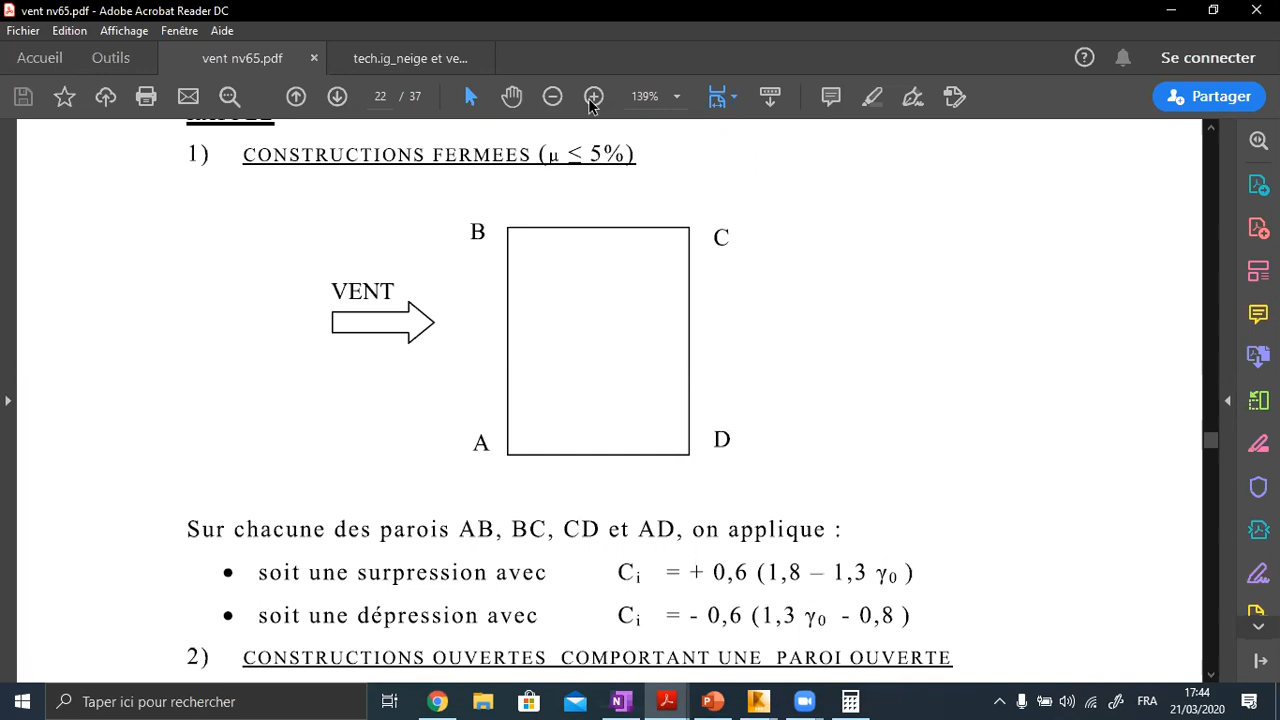 vent nv65.pdf - Adobe Acrobat Reader DC
Fichier Edition Affichage Fenêtre Aide
Accueil Outils vent nv65.pdf × tech.ig_neige et ve... Se connecter
22 / 37 139% Partager
1) CONSTRUCTIONS FERMEES (µ ≤ 5%)
B C
VENT
A D
Sur chacune des parois AB, BC, CD et AD, on applique :
• soit une surpression avec Ci = + 0,6 (1,8 – 1,3 γ0 )
• soit une dépression avec Ci = - 0,6 (1,3 γ0 - 0,8 )
2) CONSTRUCTIONS OUVERTES COMPORTANT UNE PAROI OUVERTE
Taper ici pour rechercher FRA 17:44
21/03/2020